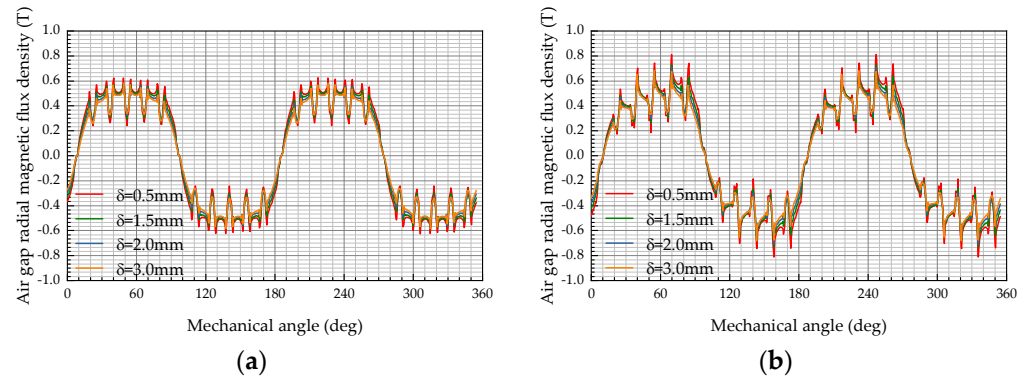 Air gap radial magnetic flux density (T)
1.0
0.8
0.6
0.4
0.2
0.0
-0.2
-0.4
-0.6
-0.8
-1.0
δ=0.5mm
δ=1.5mm
δ=2.0mm
δ=3.0mm
0 60 120 180 240 300 360
Mechanical angle (deg)
(a)
Air gap radial magnetic flux density (T)
1.0
0.8
0.6
0.4
0.2
0.0
-0.2
-0.4
-0.6
-0.8
-1.0
δ=0.5mm
δ=1.5mm
δ=2.0mm
δ=3.0mm
0 60 120 180 240 300 360
Mechanical angle (deg)
(b)